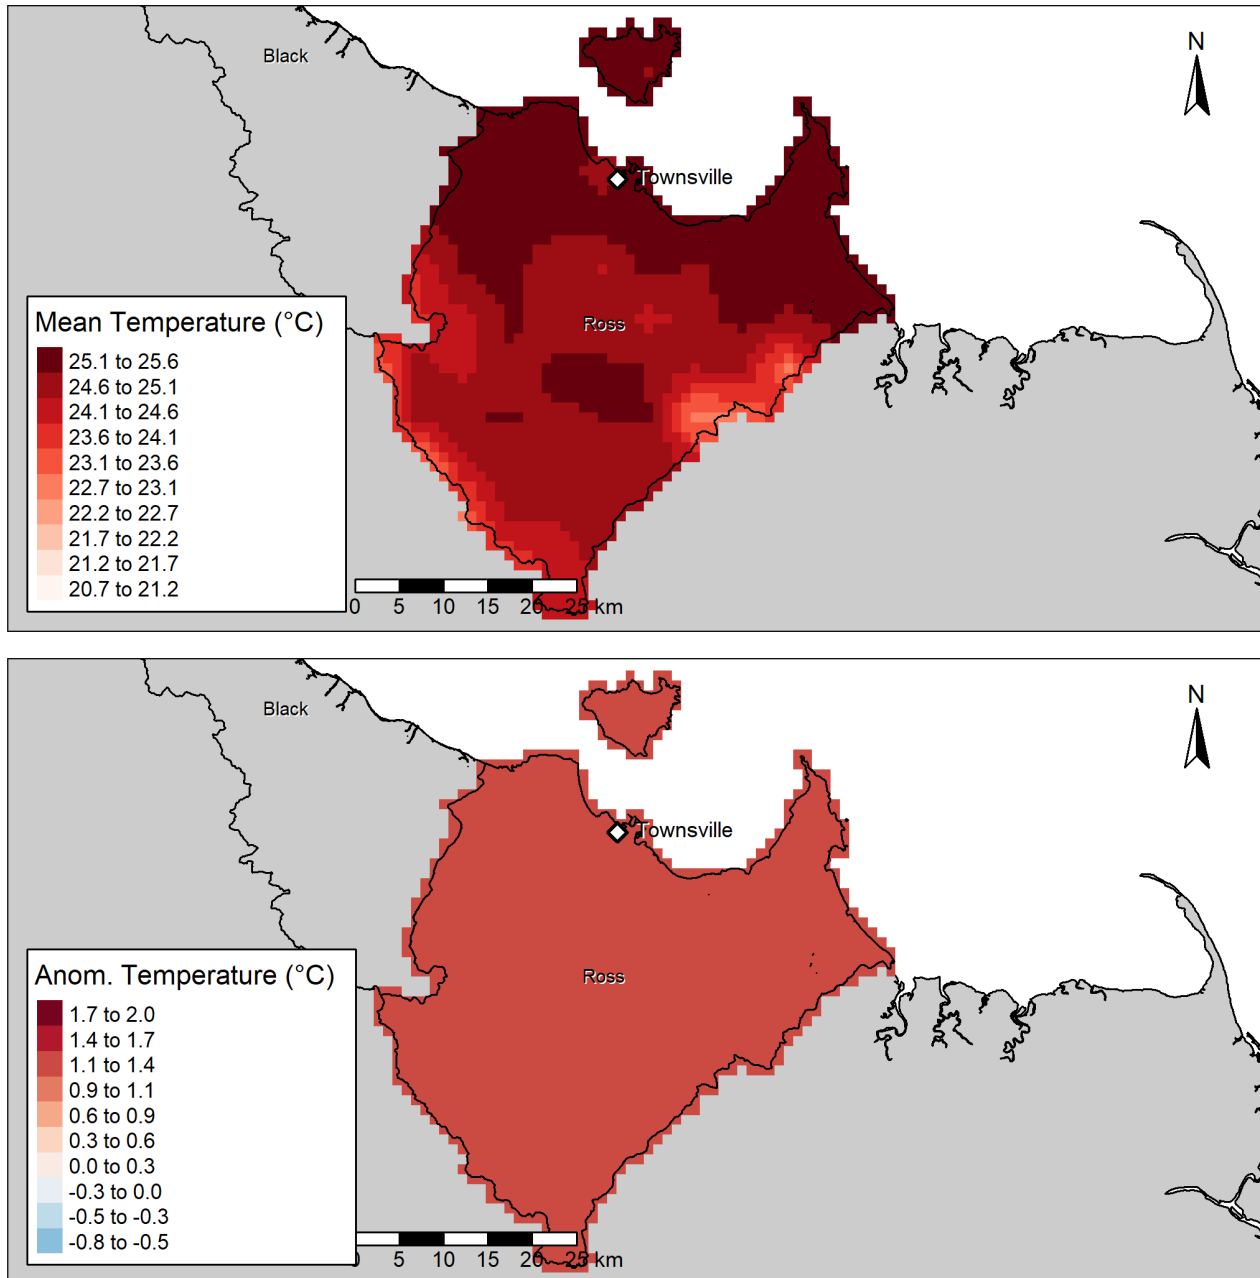 Black
N
Townsville
Ross
Mean Temperature (°C)
25.1 to 25.6
24.6 to 25.1
24.1 to 24.6
23.6 to 24.1
23.1 to 23.6
22.7 to 23.1
22.2 to 22.7
21.7 to 22.2
21.2 to 21.7
20.7 to 21.2
0 5 10 15 20 25 km
Black
N
Townsville
Ross
Anom. Temperature (°C)
1.7 to 2.0
1.4 to 1.7
1.1 to 1.4
0.9 to 1.1
0.6 to 0.9
0.3 to 0.6
0.0 to 0.3
-0.3 to 0.0
-0.5 to -0.3
-0.8 to -0.5
0 5 10 15 20 25 km